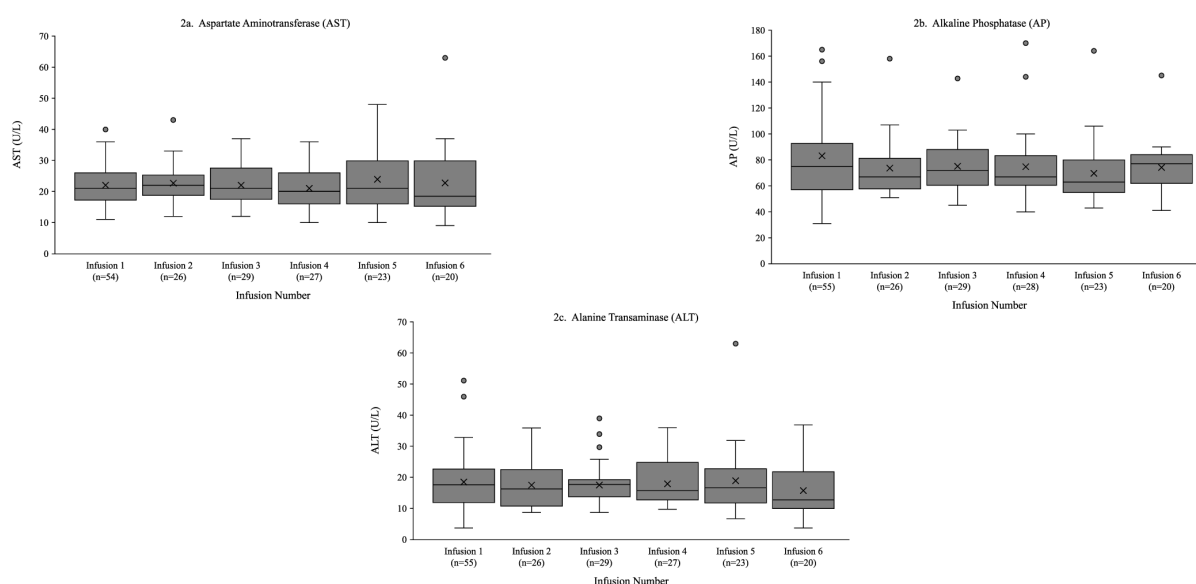 2a. Aspartate Aminotransferase (AST)
70
60
50
40
30
20
10
0
AST (U/L)
Infusion 1 Infusion 2 Infusion 3 Infusion 4 Infusion 5 Infusion 6
(n=54) (n=26) (n=29) (n=27) (n=23) (n=20)
Infusion Number
2b. Alkaline Phosphatase (AP)
180
160
140
120
100
80
60
40
20
0
AP (U/L)
Infusion 1 Infusion 2 Infusion 3 Infusion 4 Infusion 5 Infusion 6
(n=55) (n=26) (n=29) (n=28) (n=23) (n=20)
Infusion Number
2c. Alanine Transaminase (ALT)
70
60
50
40
30
20
10
0
ALT (U/L)
Infusion 1 Infusion 2 Infusion 3 Infusion 4 Infusion 5 Infusion 6
(n=55) (n=26) (n=29) (n=27) (n=23) (n=20)
Infusion Number